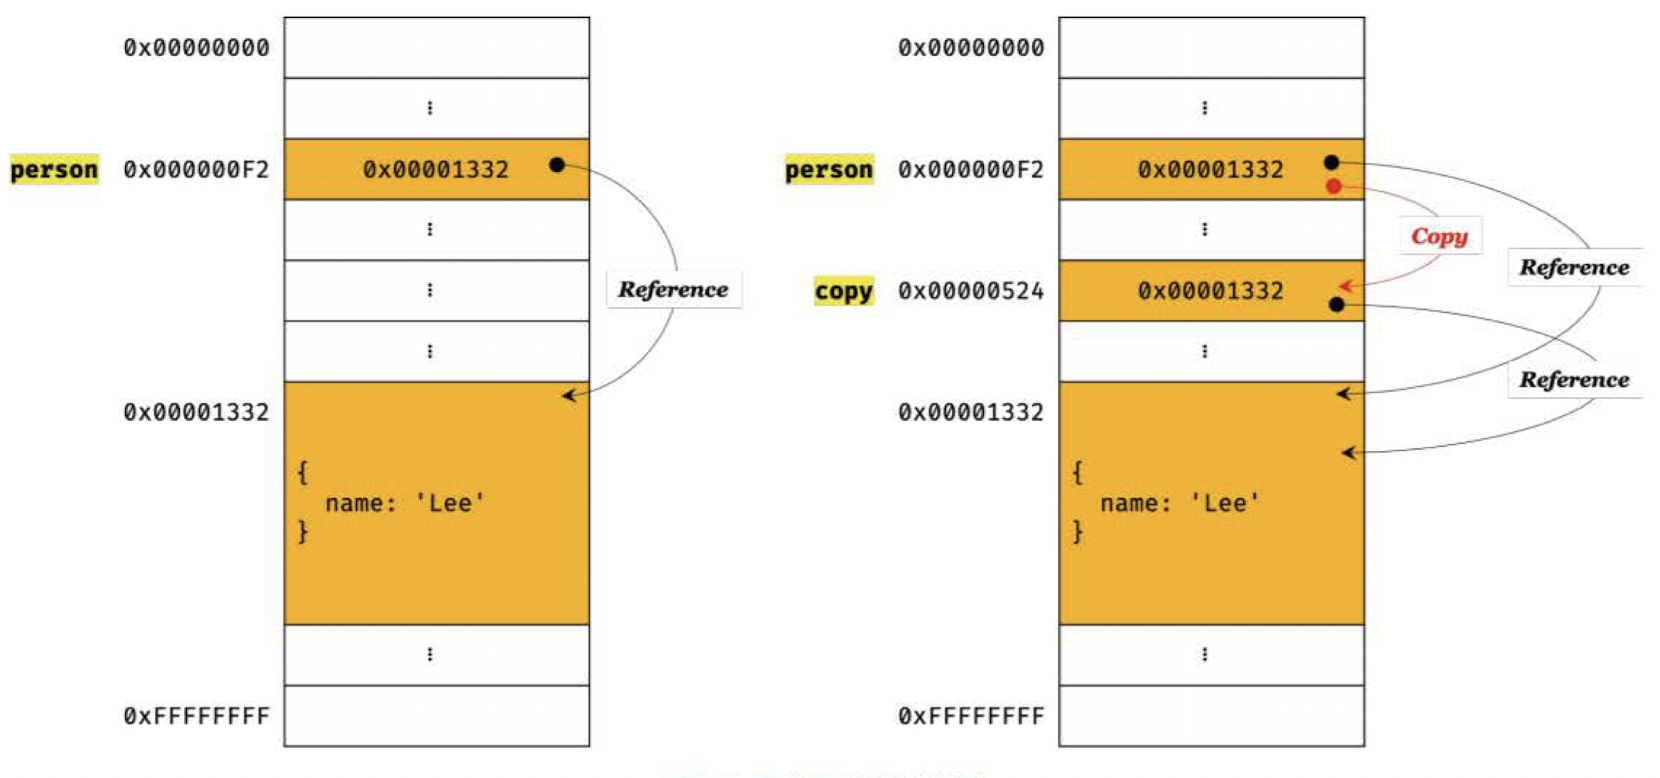 0x00000000
⋮
person 0x000000F2 0x00001332
⋮
⋮
Reference
⋮
0x00001332
{
name: 'Lee'
}
⋮
0xFFFFFFFF
0x00000000
⋮
person 0x000000F2 0x00001332
⋮
Copy
Reference
copy 0x00000524 0x00001332
⋮
Reference
0x00001332
{
name: 'Lee'
}
⋮
0xFFFFFFFF